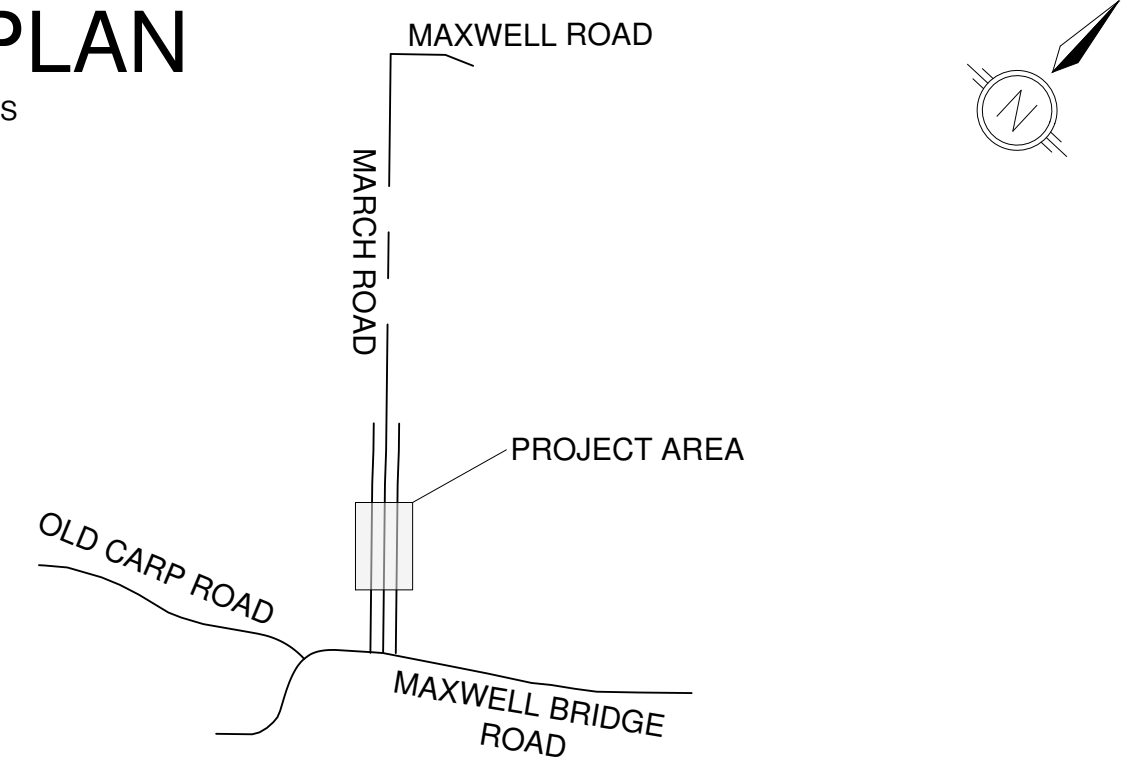 PLAN
S
MAXWELL ROAD
N
MARCH ROAD
PROJECT AREA
OLD CARP ROAD
MAXWELL BRIDGE
ROAD